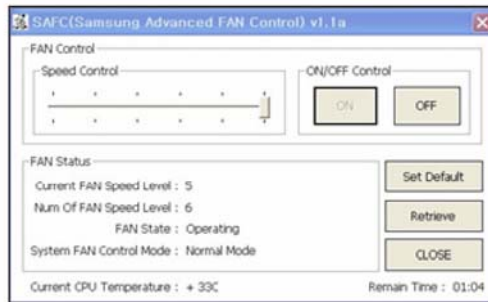 SAFC(Samsung Advanced FAN Control) v1.1a
FAN Control
Speed Control
ON/OFF Control
ON
OFF
FAN Status
Current FAN Speed Level : 5
Num Of FAN Speed Level : 6
FAN State : Operating
System FAN Control Mode : Normal Mode
Set Default
Retrieve
CLOSE
Current CPU Temperature : + 33C
Remain Time : 01:04